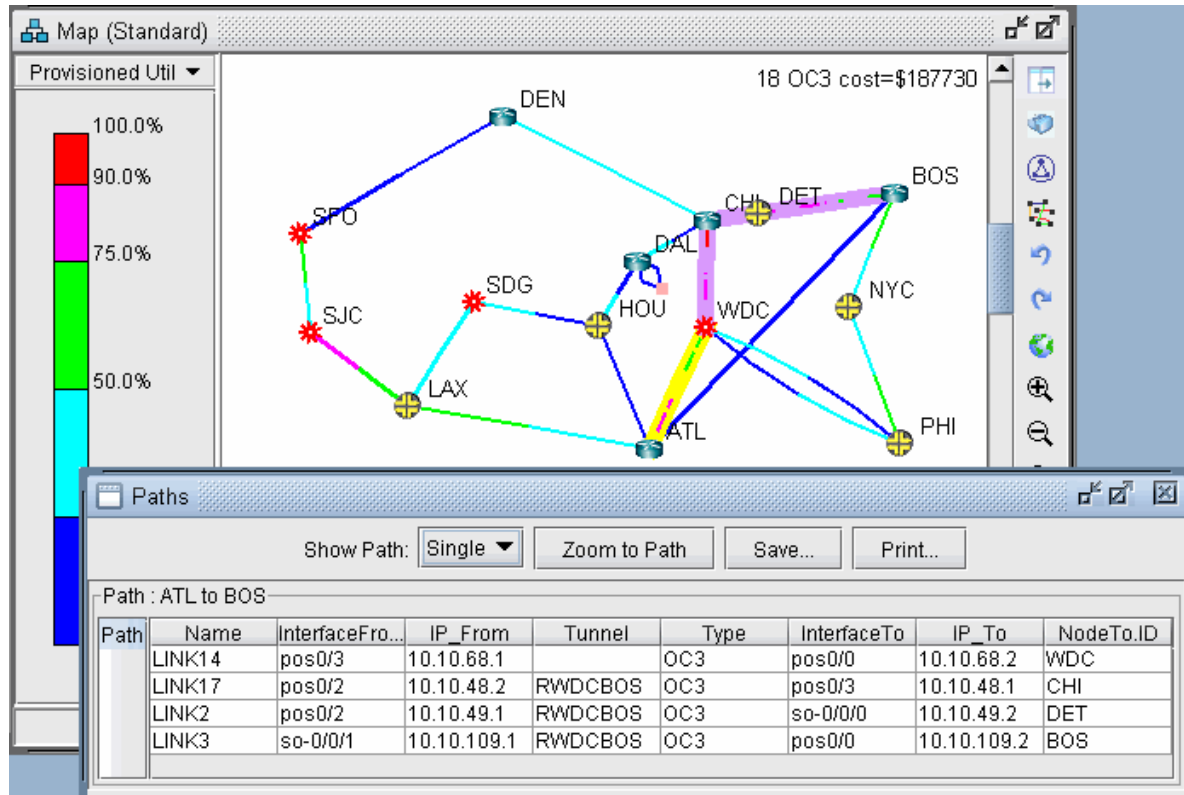 Map (Standard)
Provisioned Util
18 OC3 cost=$187730
100.0%
90.0%
75.0%
50.0%
DEN
BOS
CHI
DET
SFO
DAL
SDG
HOU
NYC
SJC
WDC
LAX
ATL
PHI
Paths
Show Path: Single Zoom to Path Save... Print...
Path : ATL to BOS
Path Name InterfaceFro... IP_From Tunnel Type InterfaceTo IP_To NodeTo.ID
LINK14 pos0/3 10.10.68.1 OC3 pos0/0 10.10.68.2 WDC
LINK17 pos0/2 10.10.48.2 RWDCBOS OC3 pos0/3 10.10.48.1 CHI
LINK2 pos0/2 10.10.49.1 RWDCBOS OC3 so-0/0/0 10.10.49.2 DET
LINK3 so-0/0/1 10.10.109.1 RWDCBOS OC3 pos0/0 10.10.109.2 BOS